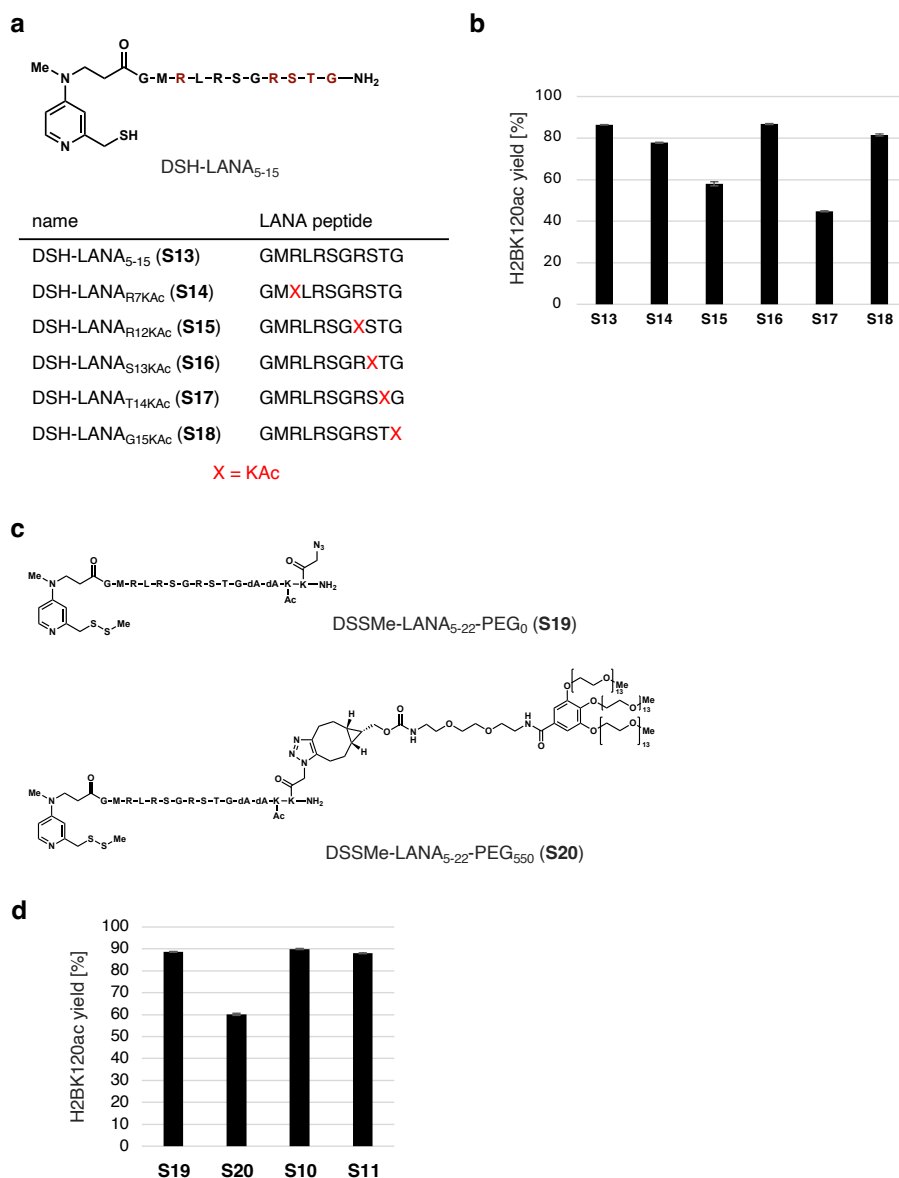 a
O
Me
N
G-M-R-L-R-S-G-R-S-T-G-NH2
SH
N
DSH-LANA5-15
name LANA peptide
DSH-LANA5-15 (S13) GMRLRSGRSTG
DSH-LANAR7KAc (S14) GMXLRSGRSTG
DSH-LANAR12KAc (S15) GMRLRSGXSTG
DSH-LANAS13KAc (S16) GMRLRSGRXTG
DSH-LANAT14KAc (S17) GMRLRSGRSXG
DSH-LANAG15KAc (S18) GMRLRSGRSTX
X = KAc
b
H2BK120ac yield [%]
100
80
60
40
20
0
S13 S14 S15 S16 S17 S18
c
N3
O
O
Me
N
G-M-R-L-R-S-G-R-S-T-G-dA-dA-K-K-NH2
Ac
N
S
S
Me
DSSMe-LANA5-22-PEG0 (S19)
O
O
Me
13
H
O
O
O
Me
13
O
N
H
O
O
H
N
O
O
O
Me
13
H
N
N
N
O
O
Me
N
G-M-R-L-R-S-G-R-S-T-G-dA-dA-K-K-NH2
Ac
N
S
S
Me
DSSMe-LANA5-22-PEG550 (S20)
d
H2BK120ac yield [%]
100
90
80
70
60
50
40
30
20
10
0
S19 S20 S10 S11